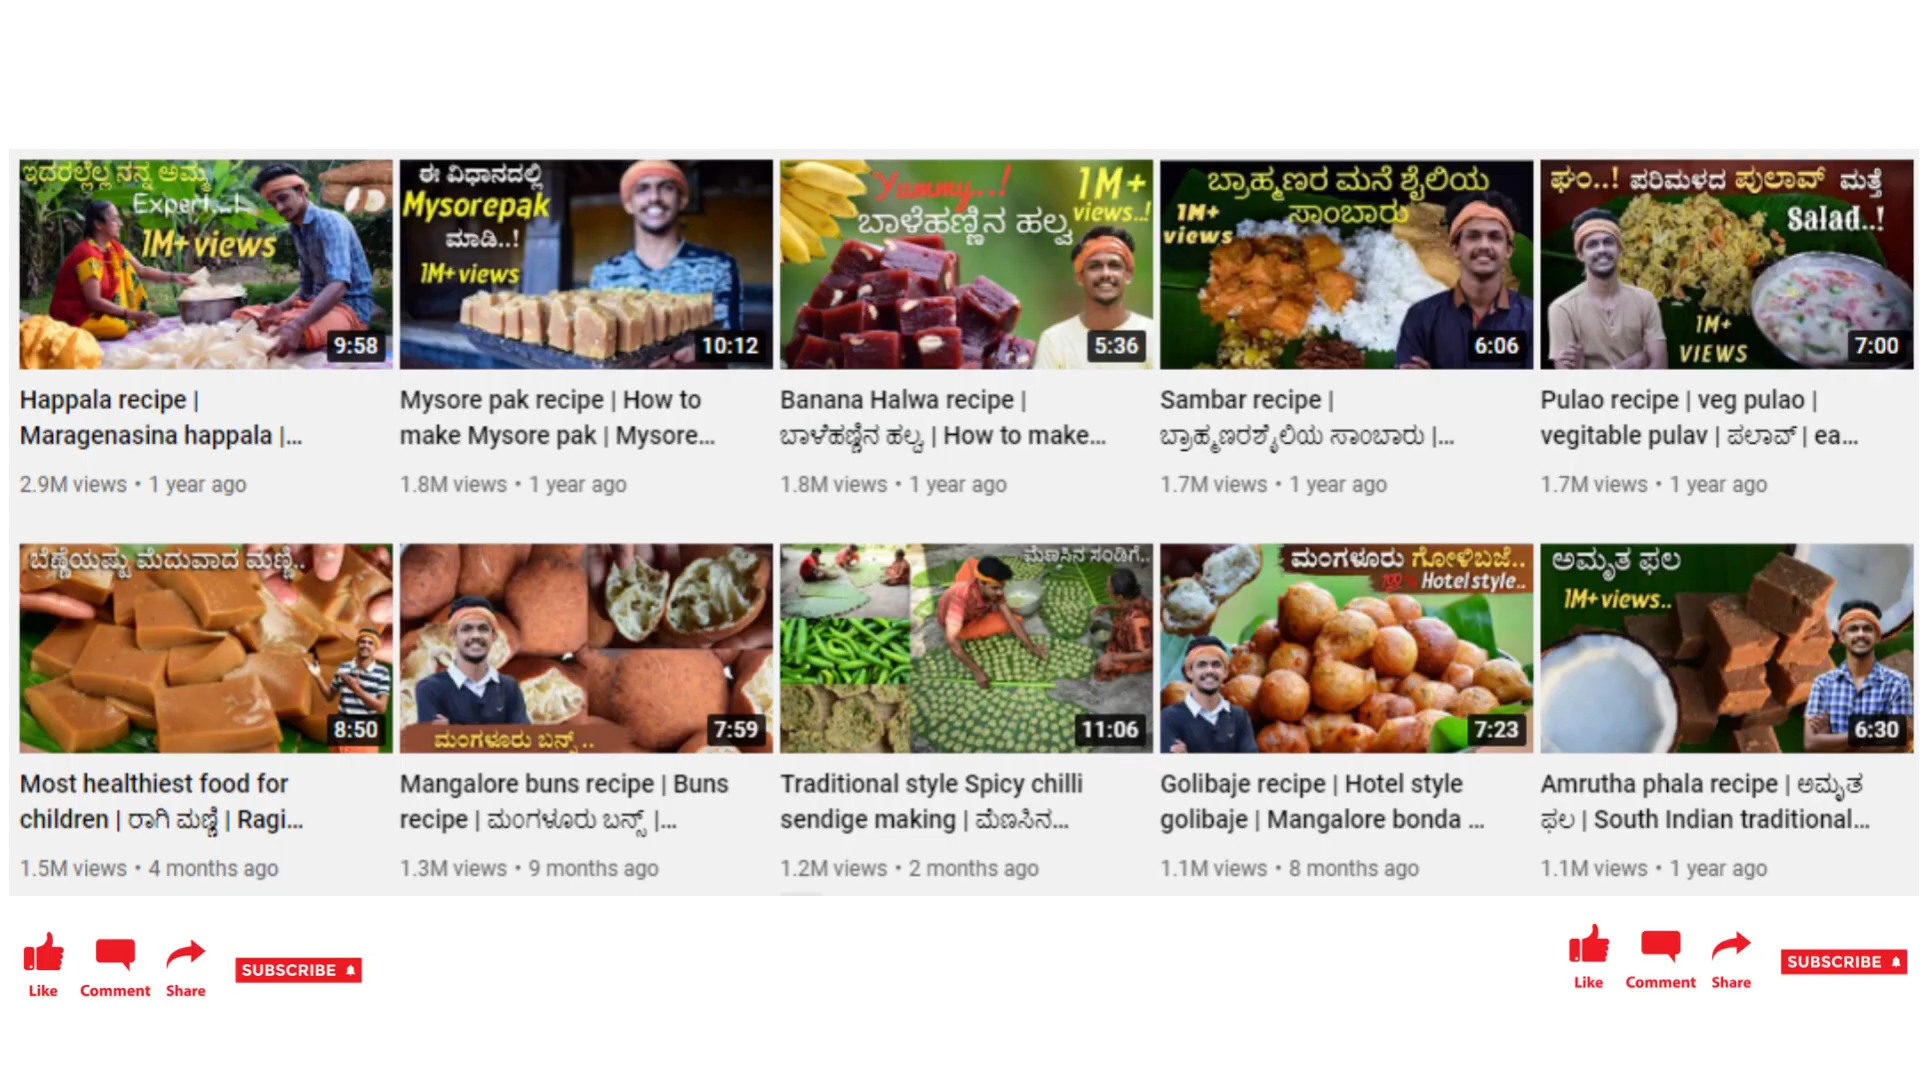 ಇದರಲ್ಲೆಲ್ಲ ನನ್ನ ಅಮ್ಮ
Expert...!
1M+ views
9:58
ಈ ವಿಧಾನದಲ್ಲಿ
Mysorepak
ಮಾಡಿ..!
1M+ views
10:12
Yummy..!
ಬಾಳೆಹಣ್ಣಿನ ಹಲ್ವ
1M+
views..!
5:36
ಬ್ರಾಹ್ಮಣರ ಮನೆ ಶೈಲಿಯ
ಸಾಂಬಾರು
1M+
views
6:06
ಘಂ..! ಪರಿಮಳದ ಪುಲಾವ್ ಮತ್ತೆ
Salad..!
1M+
VIEWS
7:00
Happala recipe |
Maragenasina happala |...
2.9M views • 1 year ago
Mysore pak recipe | How to
make Mysore pak | Mysore...
1.8M views • 1 year ago
Banana Halwa recipe |
ಬಾಳೆಹಣ್ಣಿನ ಹಲ್ವ | How to make...
1.8M views • 1 year ago
Sambar recipe |
ಬ್ರಾಹ್ಮಣರಶೈಲಿಯ ಸಾಂಬಾರು |...
1.7M views • 1 year ago
Pulao recipe | veg pulao |
vegitable pulav | ಪಲಾವ್ | ea...
1.7M views • 1 year ago
ಬೆಣ್ಣೆಯಷ್ಟು ಮೆದುವಾದ ಮಣ್ಣಿ..
8:50
ಮಂಗಳೂರು ಬನ್ಸ್..
7:59
ಮೆಣಸಿನ ಸಂಡಿಗೆ..
11:06
ಮಂಗಳೂರು ಗೋಳಿಬಜೆ..
100% Hotel style..
7:23
ಅಮೃತ ಫಲ
1M+ views..
6:30
Most healthiest food for
children | ರಾಗಿ ಮಣ್ಣಿ | Ragi...
1.5M views • 4 months ago
Mangalore buns recipe | Buns
recipe | ಮಂಗಳೂರು ಬನ್ಸ್ |...
1.3M views • 9 months ago
Traditional style Spicy chilli
sendige making | ಮೆಣಸಿನ...
1.2M views • 2 months ago
Golibaje recipe | Hotel style
golibaje | Mangalore bonda ...
1.1M views • 8 months ago
Amrutha phala recipe | ಅಮೃತ
ಫಲ | South Indian traditional...
1.1M views • 1 year ago
Like Comment Share SUBSCRIBE
Like Comment Share SUBSCRIBE